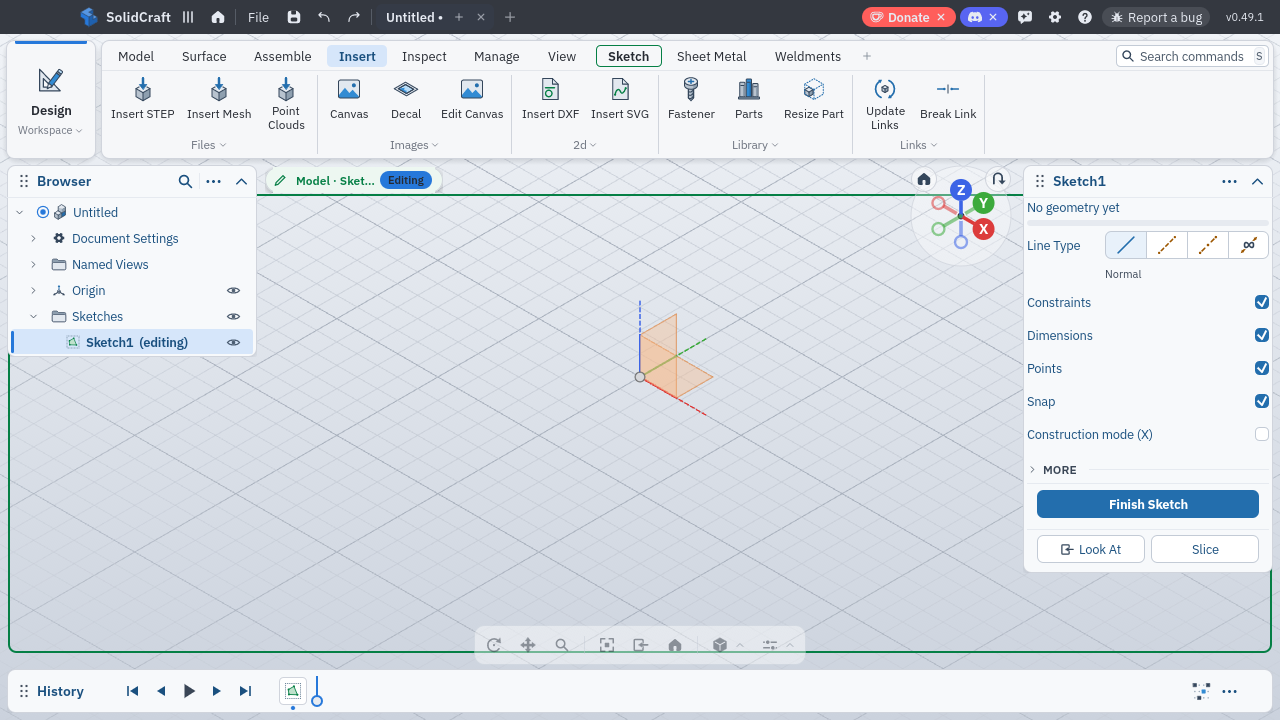 SolidCraft
File
Untitled •
Donate
Report a bug
v0.49.1
Design
Workspace
Model
Surface
Assemble
Insert
Inspect
Manage
View
Sketch
Sheet Metal
Weldments
Search commands
S
Insert STEP
Insert Mesh
Point
Clouds
Canvas
Decal
Edit Canvas
Insert DXF
Insert SVG
Fastener
Parts
Resize Part
Update
Links
Break Link
Files
Images
2d
Library
Links
Browser
Untitled
Document Settings
Named Views
Origin
Sketches
Sketch1 (editing)
Model · Sket...
Editing
Z
Y
X
Sketch1
No geometry yet
Line Type
Normal
Constraints
Dimensions
Points
Snap
Construction mode (X)
MORE
Finish Sketch
Look At
Slice
History